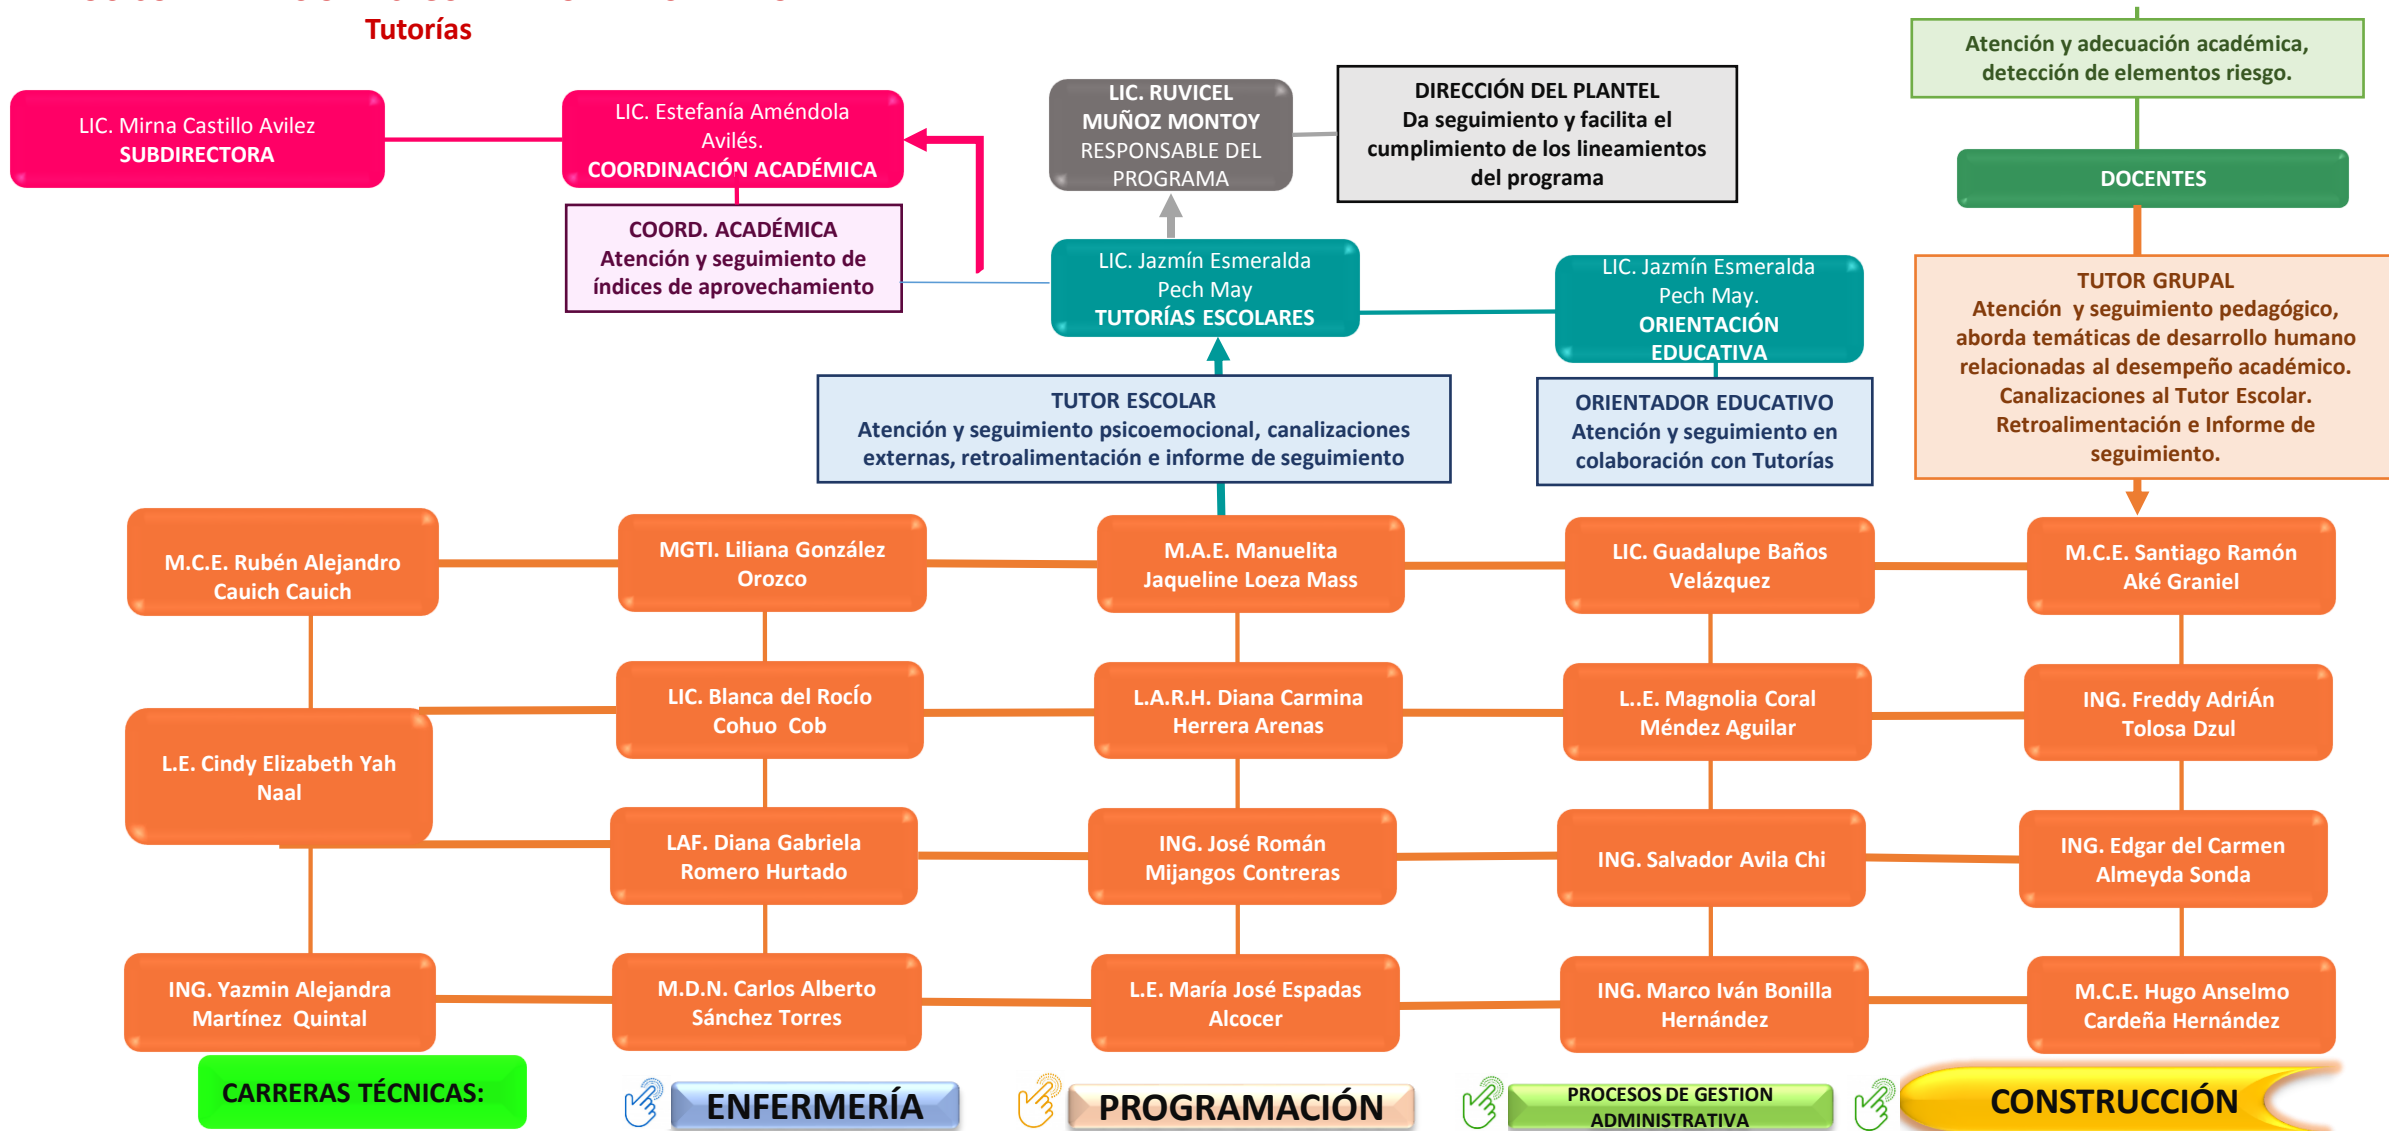 Tutorías
Atención y adecuación académica,
detección de elementos riesgo.
LIC. Mirna Castillo Avilez
SUBDIRECTORA
LIC. Estefanía Améndola
Avilés.
COORDINACIÓN ACADÉMICA
LIC. RUVICEL
MUÑOZ MONTOY
RESPONSABLE DEL
PROGRAMA
DIRECCIÓN DEL PLANTEL
Da seguimiento y facilita el
cumplimiento de los lineamientos
del programa
DOCENTES
COORD. ACADÉMICA
Atención y seguimiento de
índices de aprovechamiento
LIC. Jazmín Esmeralda
Pech May
TUTORÍAS ESCOLARES
LIC. Jazmín Esmeralda
Pech May.
ORIENTACIÓN
EDUCATIVA
TUTOR GRUPAL
Atención y seguimiento pedagógico,
aborda temáticas de desarrollo humano
relacionadas al desempeño académico.
Canalizaciones al Tutor Escolar.
Retroalimentación e Informe de
seguimiento.
TUTOR ESCOLAR
Atención y seguimiento psicoemocional, canalizaciones
externas, retroalimentación e informe de seguimiento
ORIENTADOR EDUCATIVO
Atención y seguimiento en
colaboración con Tutorías
M.C.E. Rubén Alejandro
Cauich Cauich
MGTI. Liliana González
Orozco
M.A.E. Manuelita
Jaqueline Loeza Mass
LIC. Guadalupe Baños
Velázquez
M.C.E. Santiago Ramón
Aké Graniel
L.E. Cindy Elizabeth Yah
Naal
LIC. Blanca del RocÍo
Cohuo Cob
L.A.R.H. Diana Carmina
Herrera Arenas
L..E. Magnolia Coral
Méndez Aguilar
ING. Freddy AdriÁn
Tolosa Dzul
LAF. Diana Gabriela
Romero Hurtado
ING. José Román
Mijangos Contreras
ING. Salvador Avila Chi
ING. Edgar del Carmen
Almeyda Sonda
ING. Yazmin Alejandra
Martínez Quintal
M.D.N. Carlos Alberto
Sánchez Torres
L.E. María José Espadas
Alcocer
ING. Marco Iván Bonilla
Hernández
M.C.E. Hugo Anselmo
Cardeña Hernández
CARRERAS TÉCNICAS:
ENFERMERÍA
PROGRAMACIÓN
PROCESOS DE GESTION
ADMINISTRATIVA
CONSTRUCCIÓN